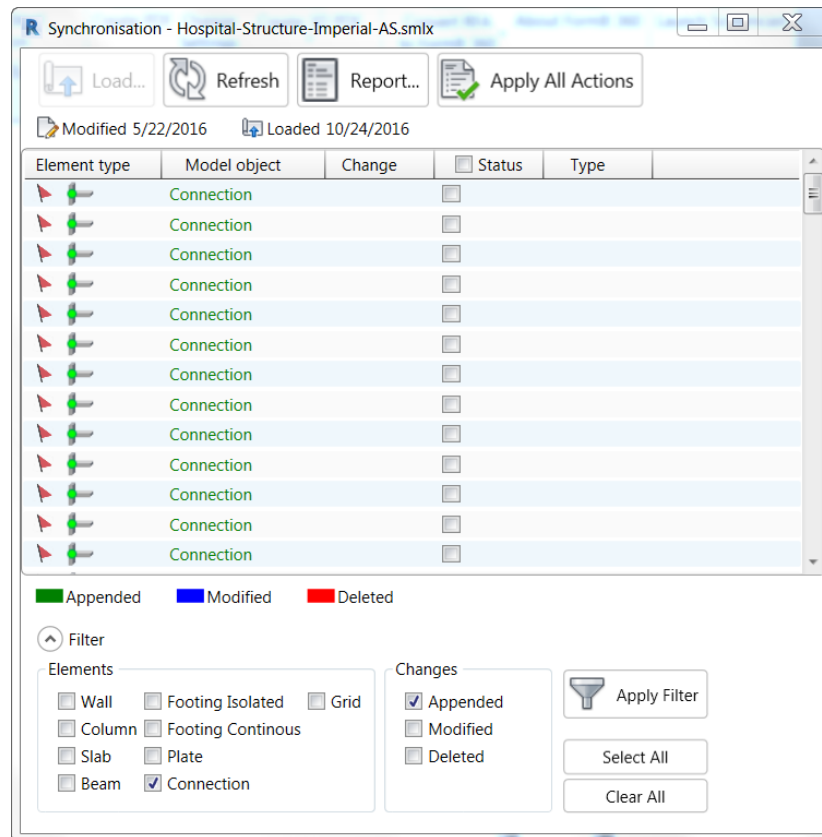 R Synchronisation - Hospital-Structure-Imperial-AS.smlx
Load... Refresh Report... Apply All Actions
Modified 5/22/2016 Loaded 10/24/2016
Element type Model object Change Status Type
Connection
Connection
Connection
Connection
Connection
Connection
Connection
Connection
Connection
Connection
Connection
Connection
Connection
Appended Modified Deleted
Filter
Elements Changes
Wall Footing Isolated Grid Appended Apply Filter
Column Footing Continous Modified
Slab Plate Deleted Select All
Beam Connection
Clear All